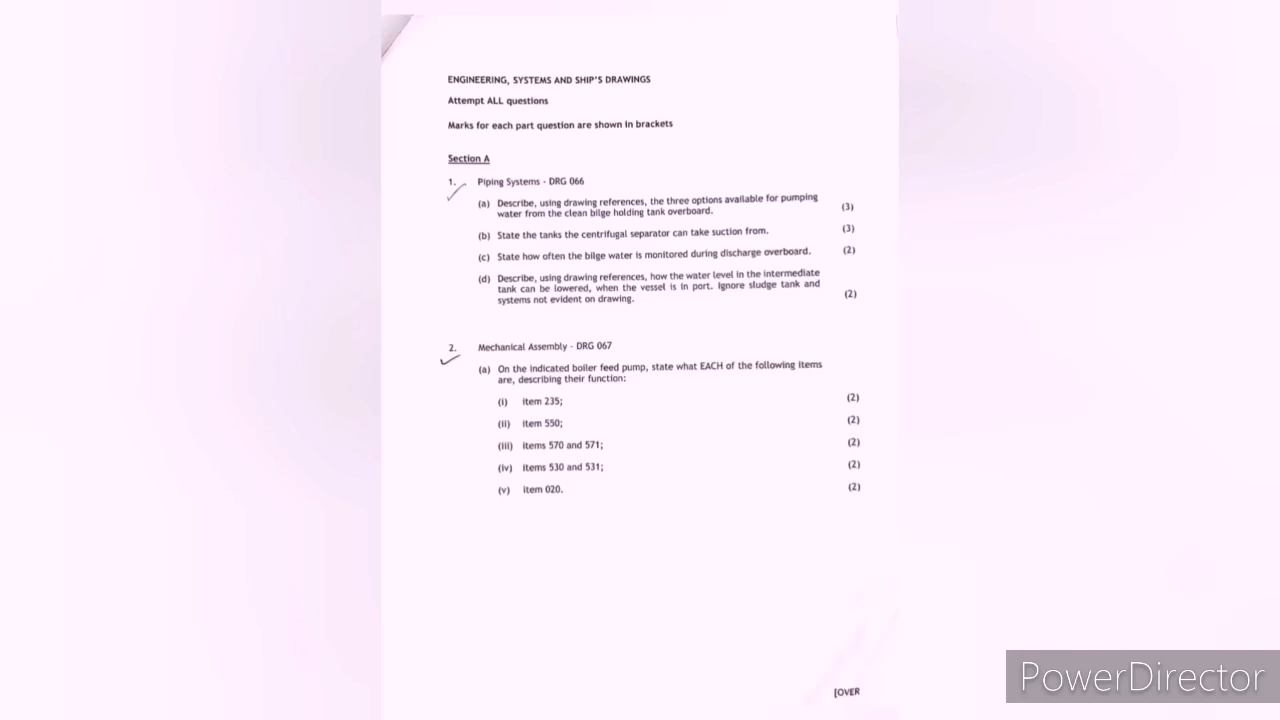 ENGINEERING, SYSTEMS AND SHIP'S DRAWINGS
Attempt ALL questions
Marks for each part question are shown in brackets
Section A
1. Piping Systems - DRG 066
(a) Describe, using drawing references, the three options available for pumping
water from the clean bilge holding tank overboard. (3)
(b) State the tanks the centrifugal separator can take suction from. (3)
(c) State how often the bilge water is monitored during discharge overboard. (2)
(d) Describe, using drawing references, how the water level in the intermediate
tank can be lowered, when the vessel is in port. Ignore sludge tank and
systems not evident on drawing. (2)
2. Mechanical Assembly - DRG 067
(a) On the indicated boiler feed pump, state what EACH of the following items
are, describing their function:
(i) item 235; (2)
(ii) item 550; (2)
(iii) items 570 and 571; (2)
(iv) items 530 and 531; (2)
(v) item 020. (2)
[OVER
PowerDirector